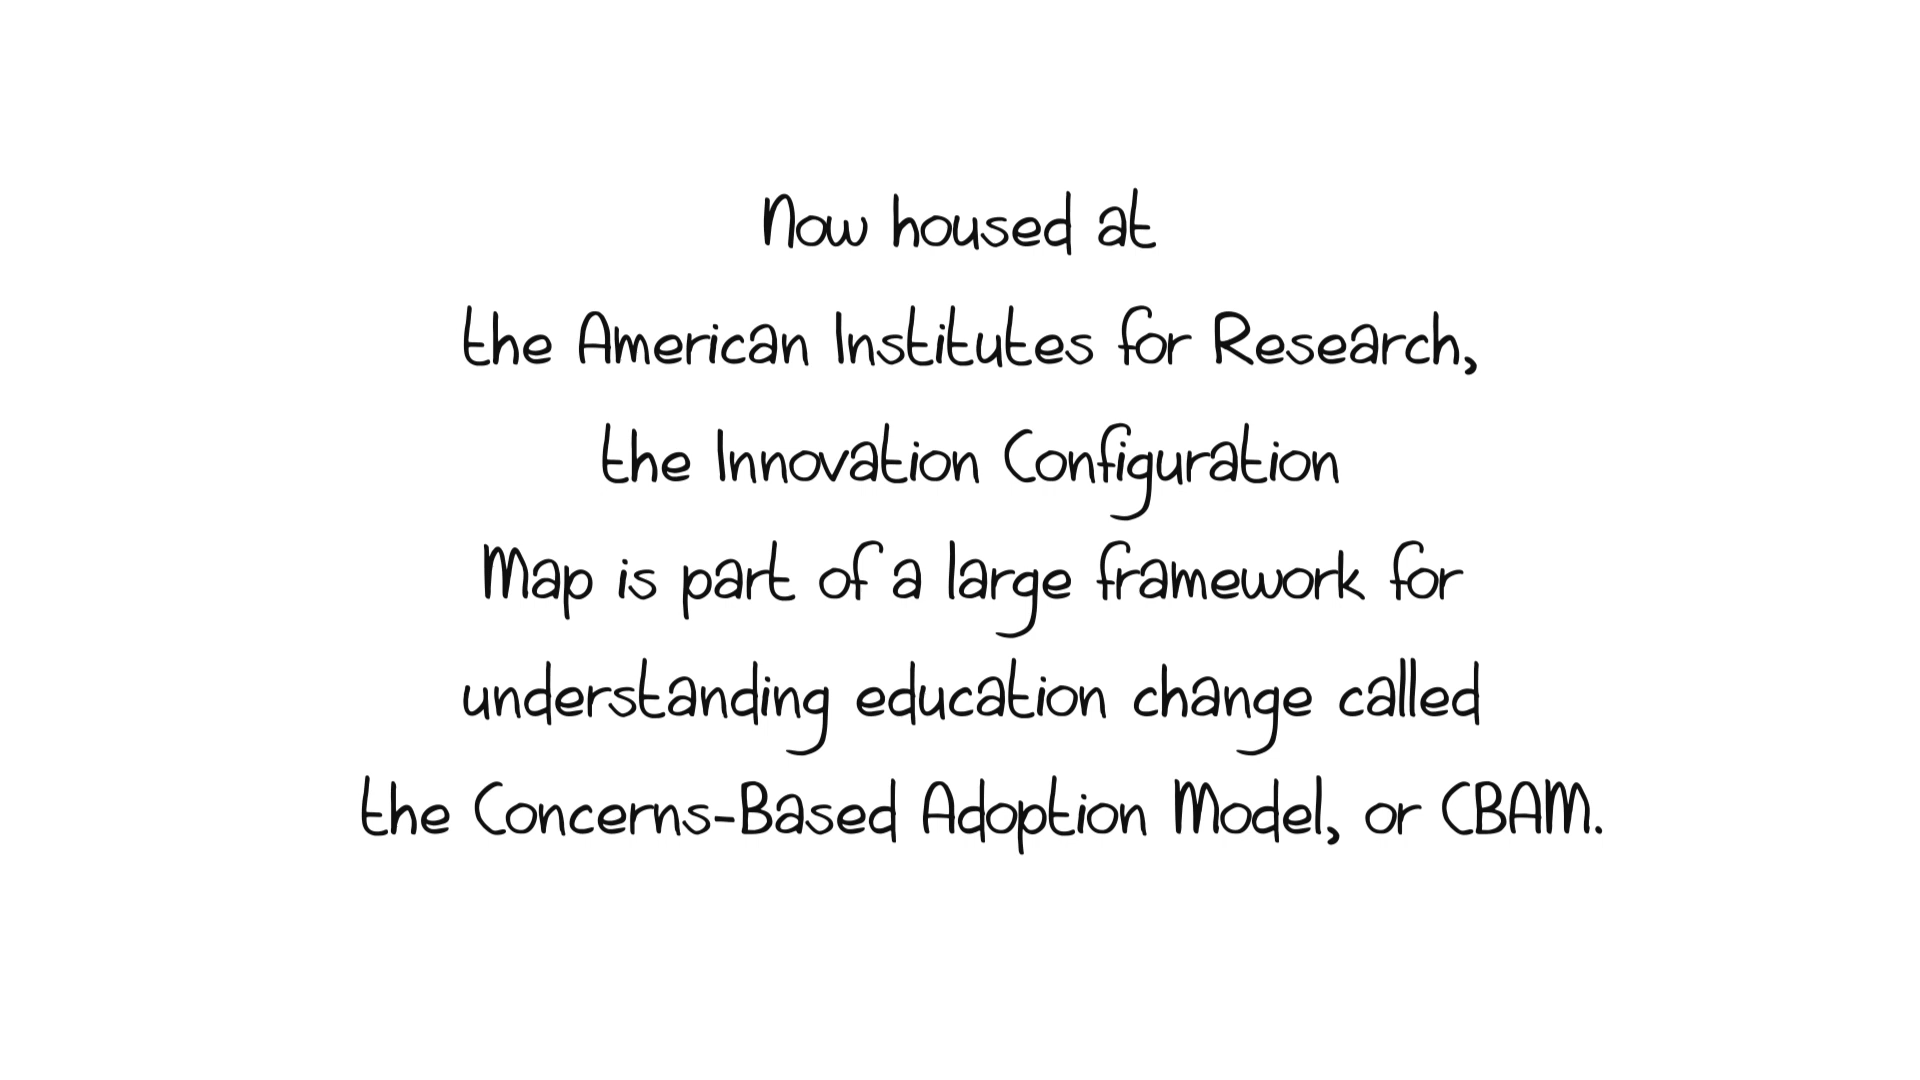 Now housed at
the American Institutes for Research,
the Innovation Configuration
Map is part of a large framework for
understanding education change called
the Concerns-Based Adoption Model, or CBAM.